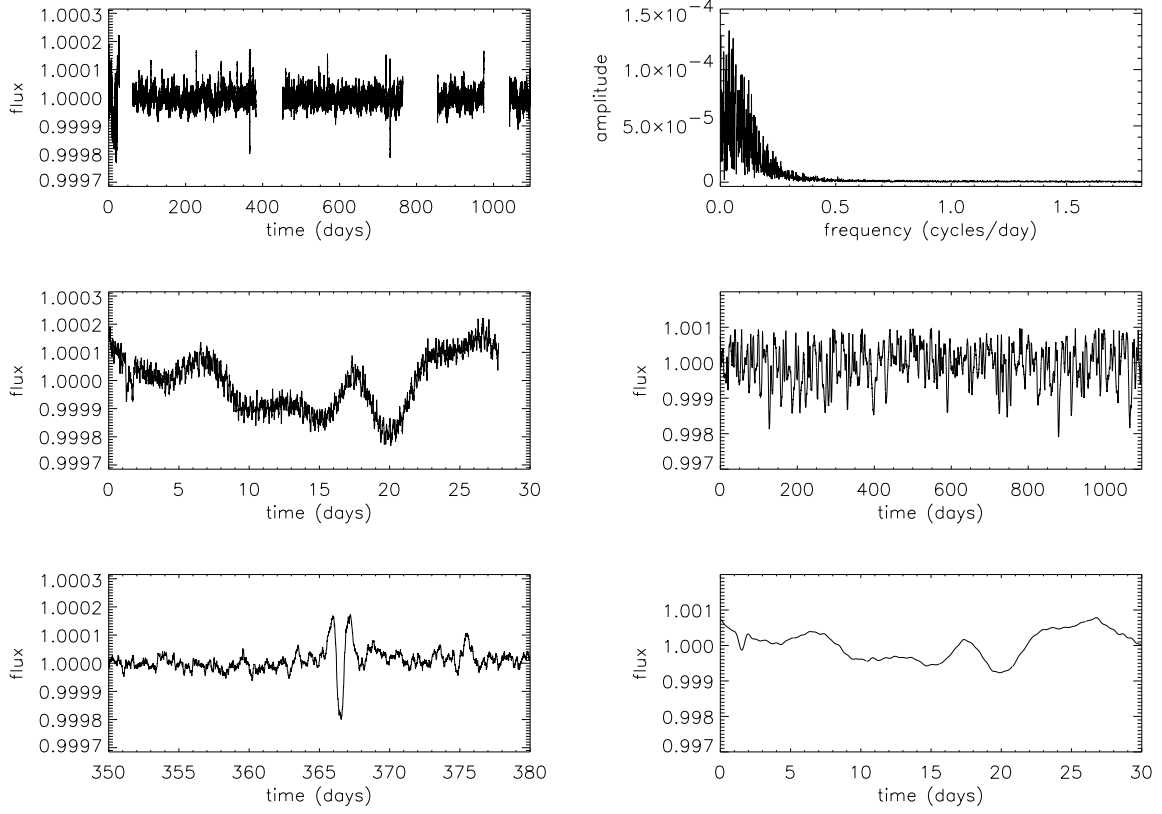 1.0003
1.0002
1.0001
1.0000
0.9999
0.9998
0.9997
flux
0 200 400 600 800 1000
time (days)
1.5×10−4
1.0×10−4
5.0×10−5
0
amplitude
0.0 0.5 1.0 1.5
frequency (cycles/day)
1.0003
1.0002
1.0001
1.0000
0.9999
0.9998
0.9997
flux
0 5 10 15 20 25 30
time (days)
1.001
1.000
0.999
0.998
0.997
flux
0 200 400 600 800 1000
time (days)
1.0003
1.0002
1.0001
1.0000
0.9999
0.9998
0.9997
flux
350 355 360 365 370 375 380
time (days)
1.001
1.000
0.999
0.998
0.997
flux
0 5 10 15 20 25 30
time (days)